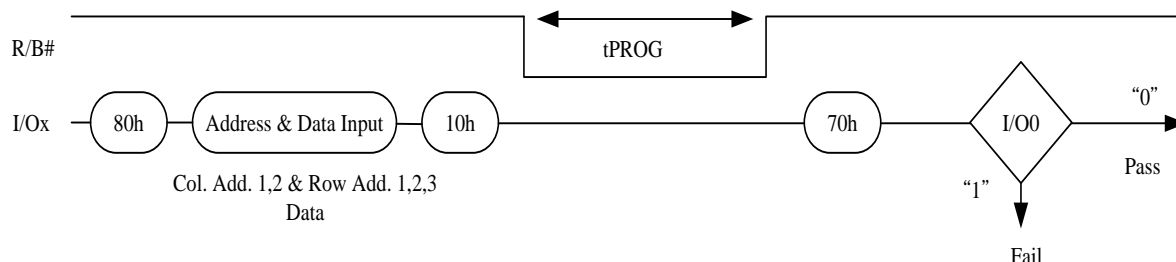 R/B#
tPROG
I/Ox
80h
Address & Data Input
10h
70h
I/O0
“0”
Pass
Col. Add. 1,2 & Row Add. 1,2,3
Data
“1”
Fail